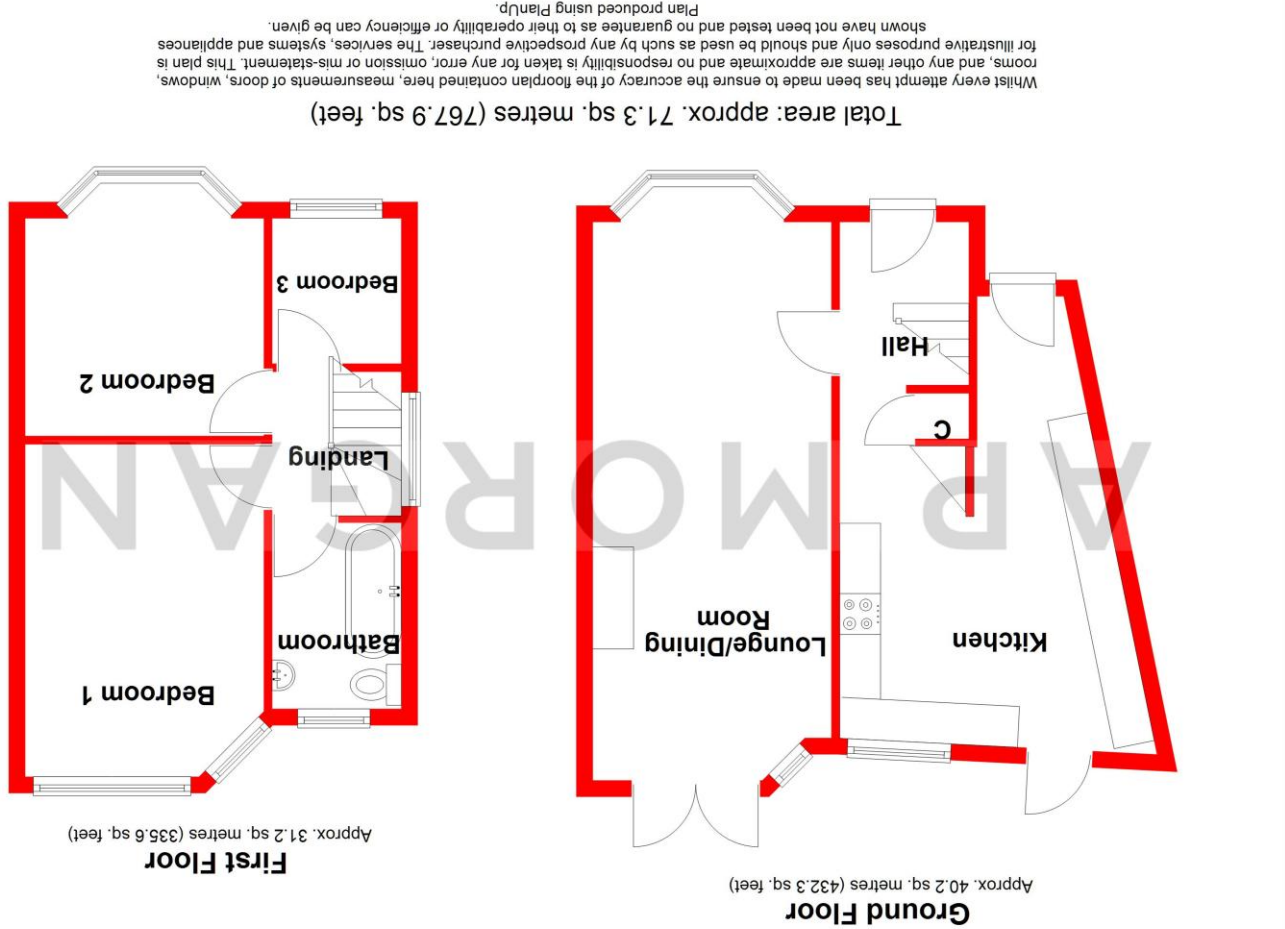 Ground Floor
Approx. 40.2 sq. metres (432.3 sq. feet)
Kitchen
Lounge/Dining
Room
C
Hall
First Floor
Approx. 31.2 sq. metres (335.6 sq. feet)
Bedroom 1
Bathroom
Landing
Bedroom 2
Bedroom 3
AP MORGAN
Total area: approx. 71.3 sq. metres (767.9 sq. feet)
Whilst every attempt has been made to ensure the accuracy of the floorplan contained here, measurements of doors, windows,
rooms, and any other items are approximate and no responsibility is taken for any error, omission or mis-statement. This plan is
for illustrative purposes only and should be used as such by any prospective purchaser. The services, systems and appliances
shown have not been tested and no guarantee as to their operability or efficiency can be given.
Plan produced using PlanUp.